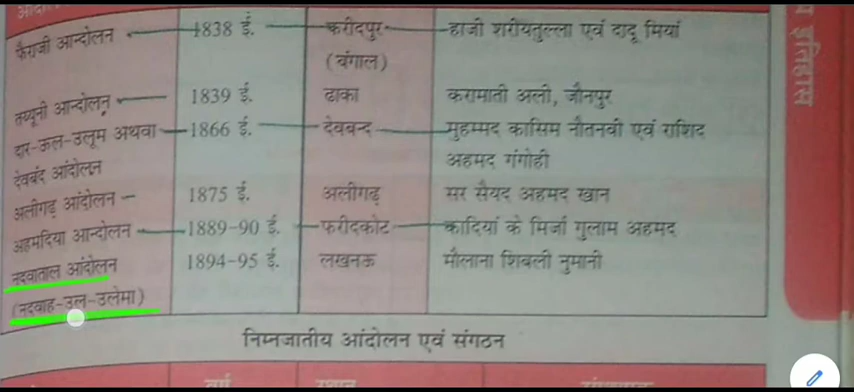 फैराजी आन्दोलन 1838 ई. फरीदपुर हाजी शरीयतुल्ला एवं दादू मियां
(बंगाल)
तय्यूनी आन्दोलन 1839 ई. ढाका करामाती अली, जौनपुर
दार-ऊल-उलूम अथवा 1866 ई. देवबन्द मुहम्मद कासिम नौतनवी एवं राशिद
देवबंद आंदोलन अहमद गंगोही
अलीगढ़ आंदोलन 1875 ई. अलीगढ़ सर सैयद अहमद खान
अहमदिया आन्दोलन 1889-90 ई. फरीदकोट कादियां के मिर्जा गुलाम अहमद
नदवाताल आंदोलन 1894-95 ई. लखनऊ मौलाना शिबली नुमानी
(नदवाह-उल-उलेमा)
निम्नजातीय आंदोलन एवं संगठन
इतिहास